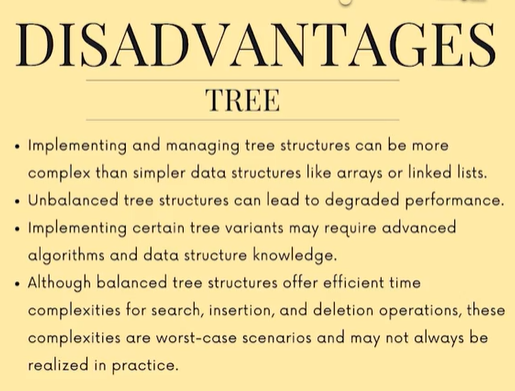 DISADVANTAGES
TREE
• Implementing and managing tree structures can be more
complex than simpler data structures like arrays or linked lists.
• Unbalanced tree structures can lead to degraded performance.
• Implementing certain tree variants may require advanced
algorithms and data structure knowledge.
• Although balanced tree structures offer efficient time
complexities for search, insertion, and deletion operations, these
complexities are worst-case scenarios and may not always be
realized in practice.